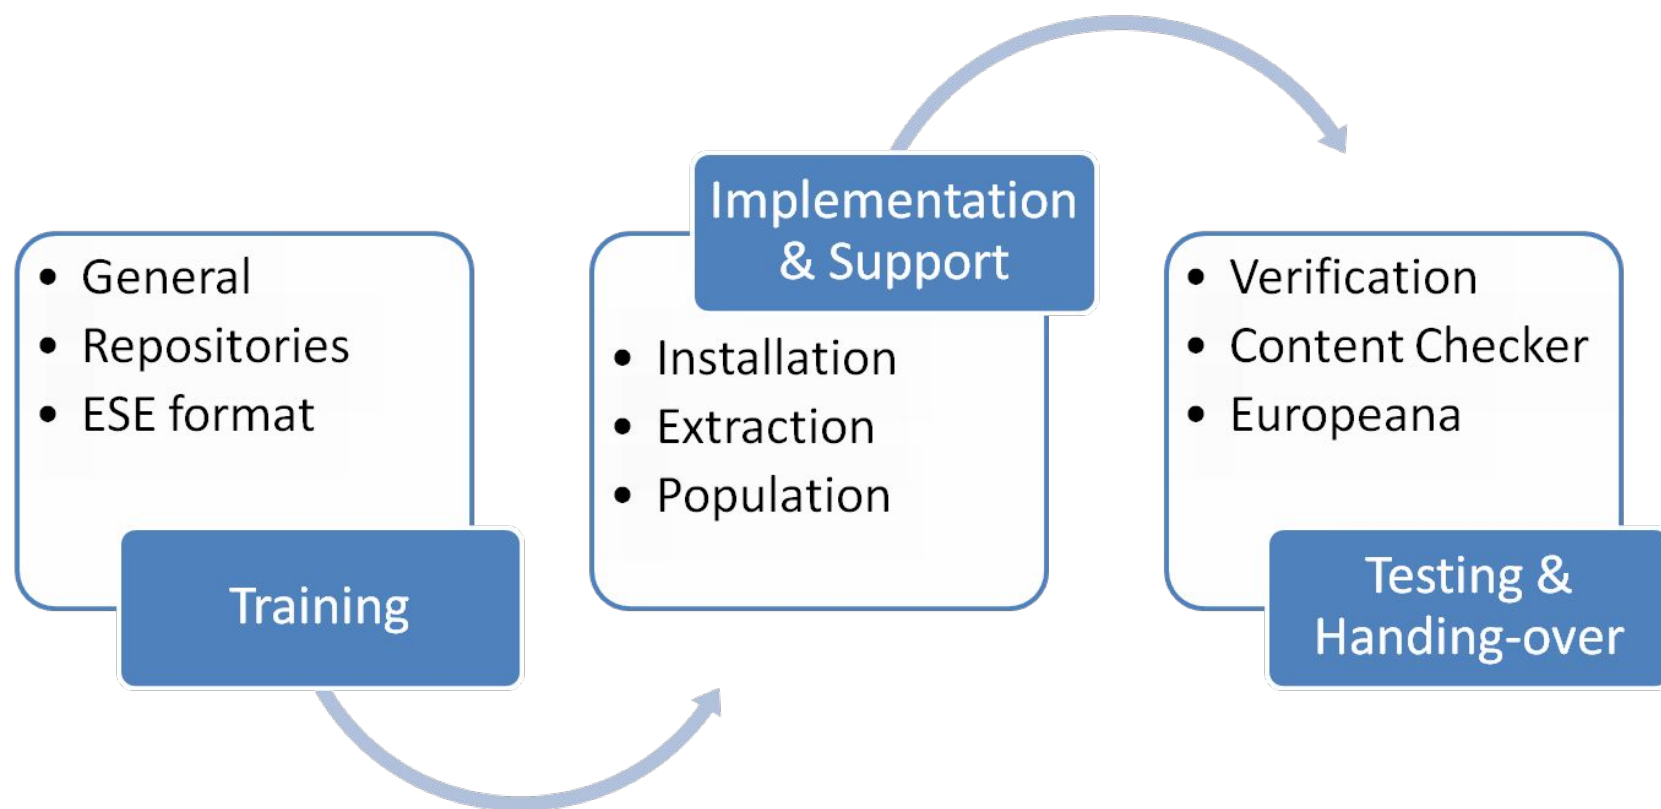 • General
• Repositories
• ESE format
Training
Implementation
& Support
• Installation
• Extraction
• Population
• Verification
• Content Checker
• Europeana
Testing &
Handing-over